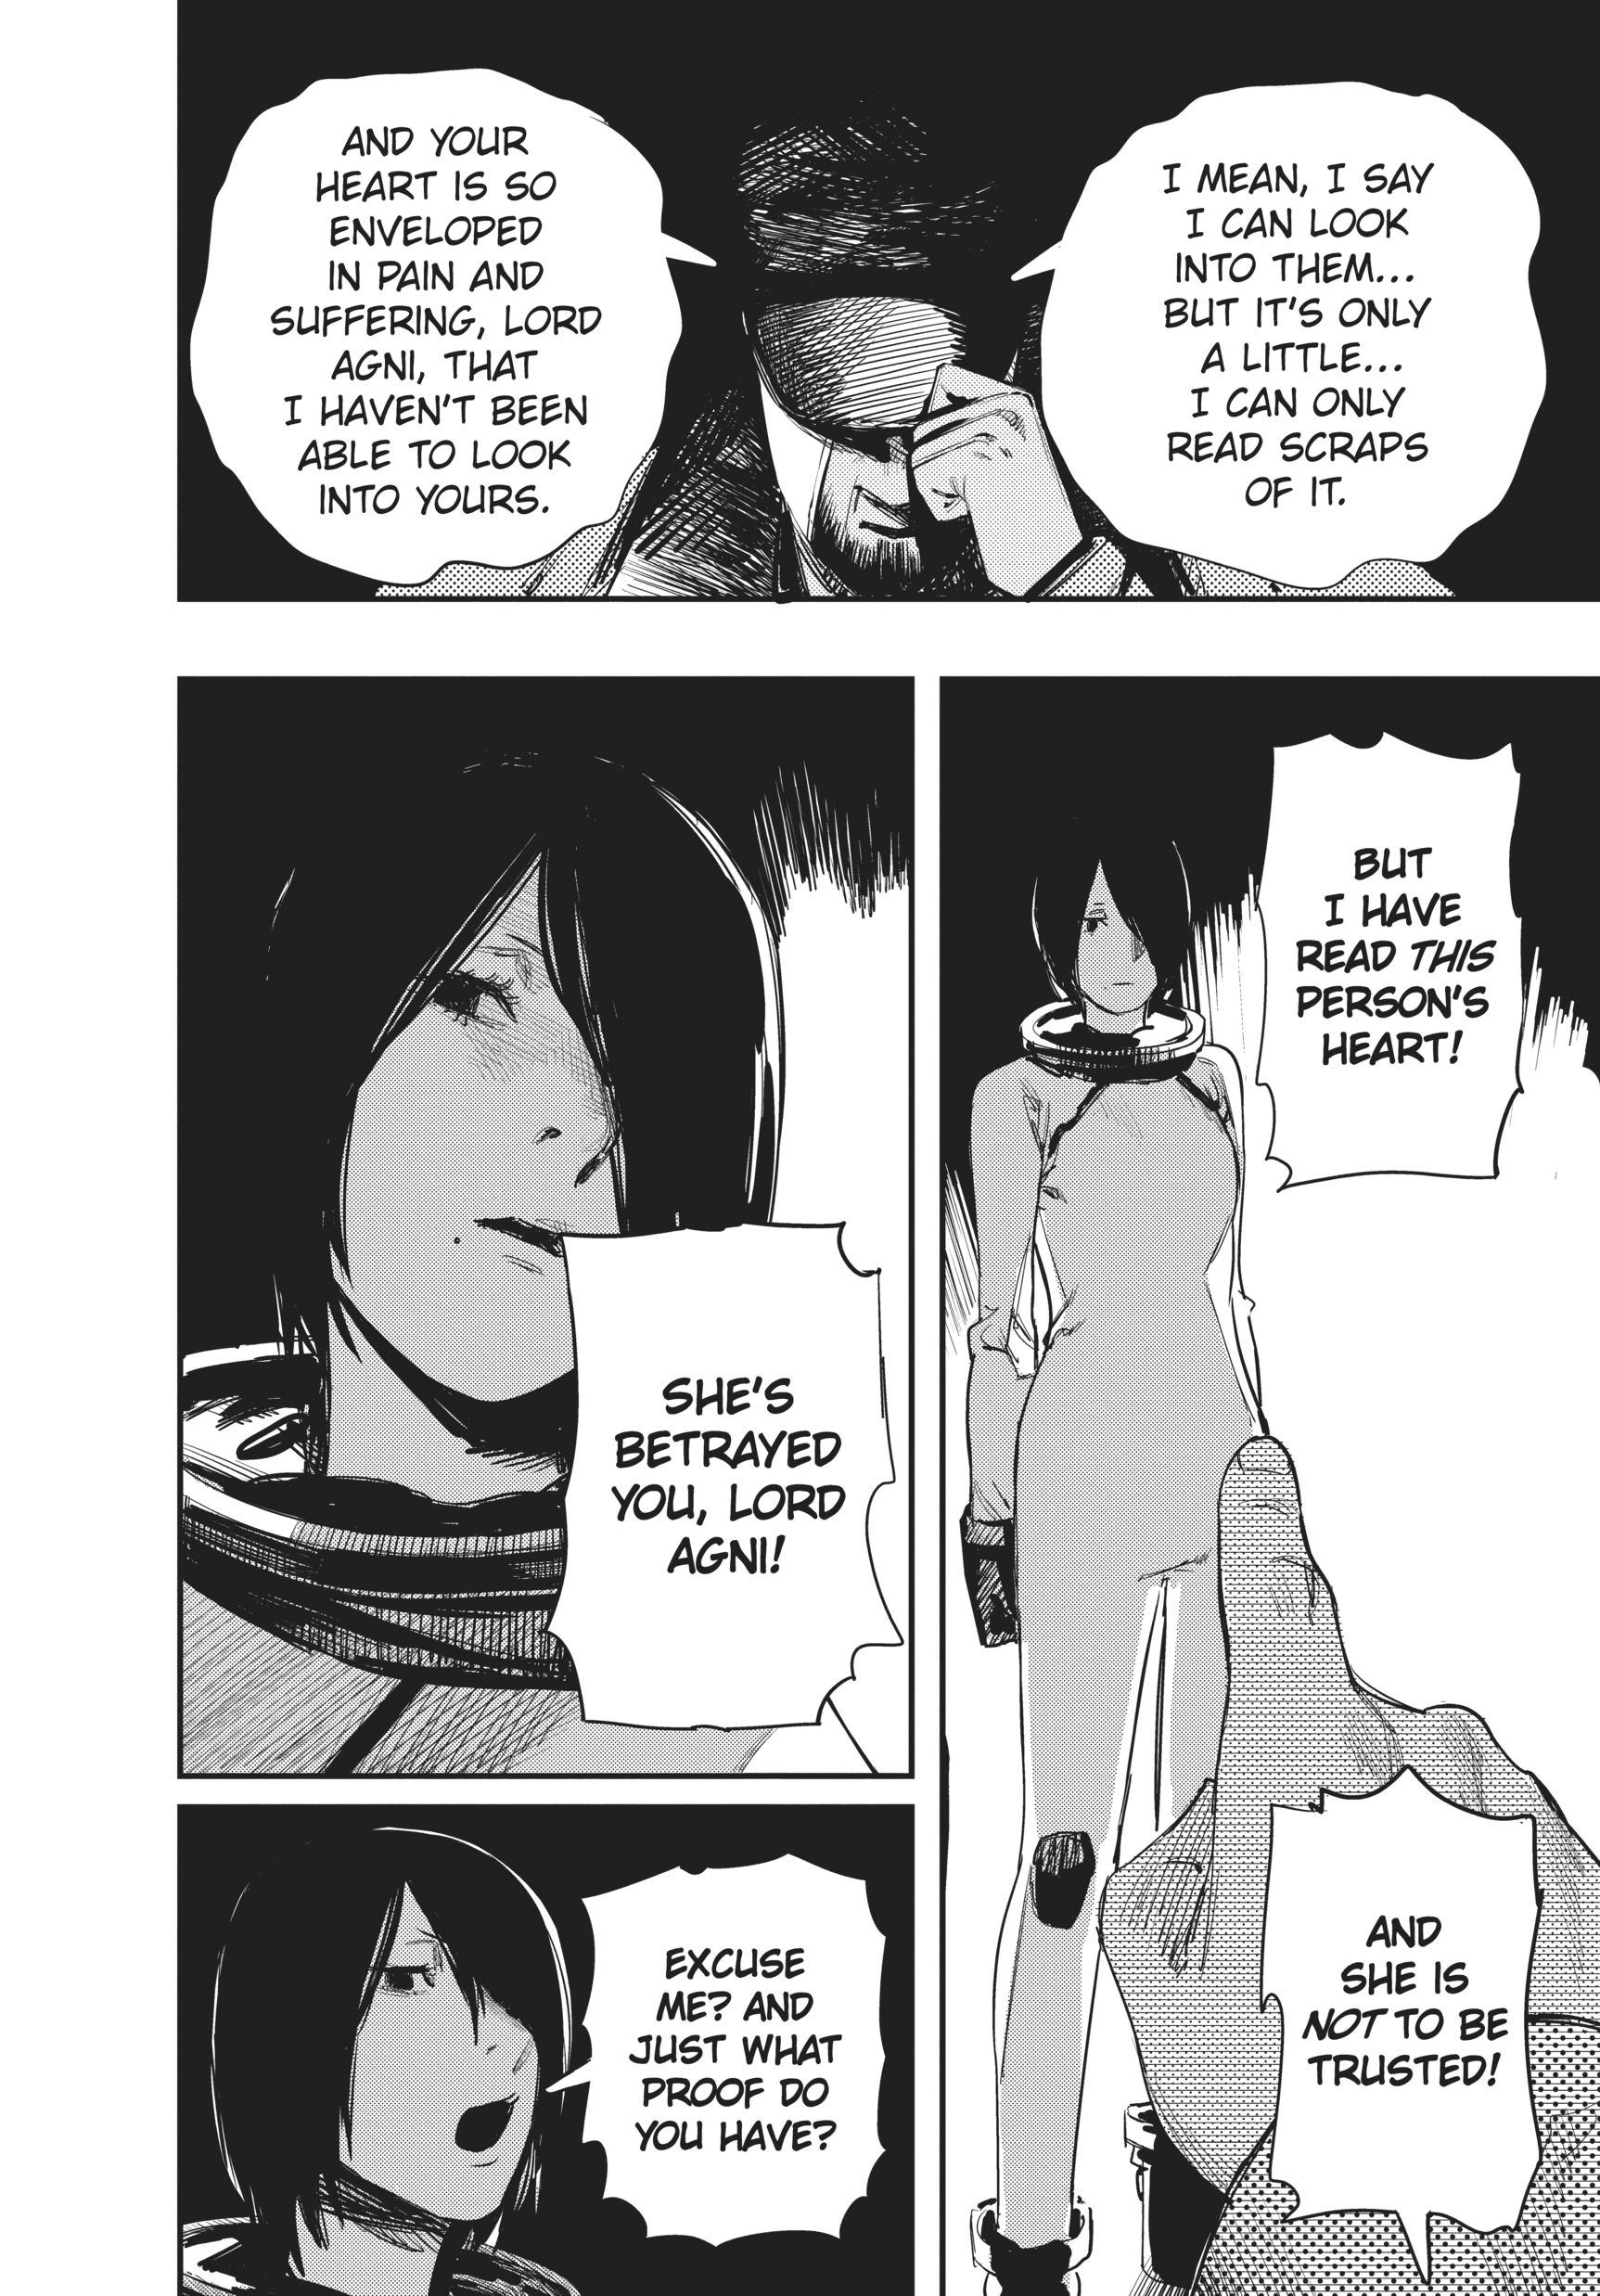 I MEAN, I SAY
I CAN LOOK
INTO THEM...
BUT IT'S ONLY
A LITTLE...
I CAN ONLY
READ SCRAPS
OF IT.
AND YOUR
HEART IS SO
ENVELOPED
IN PAIN AND
SUFFERING, LORD
AGNI, THAT
I HAVEN'T BEEN
ABLE TO LOOK
INTO YOURS.
BUT
I HAVE
READ THIS
PERSON'S
HEART!
AND
SHE IS
NOT TO BE
TRUSTED!
SHE'S
BETRAYED
YOU, LORD
AGNI!
EXCUSE
ME? AND
JUST WHAT
PROOF DO
YOU HAVE?